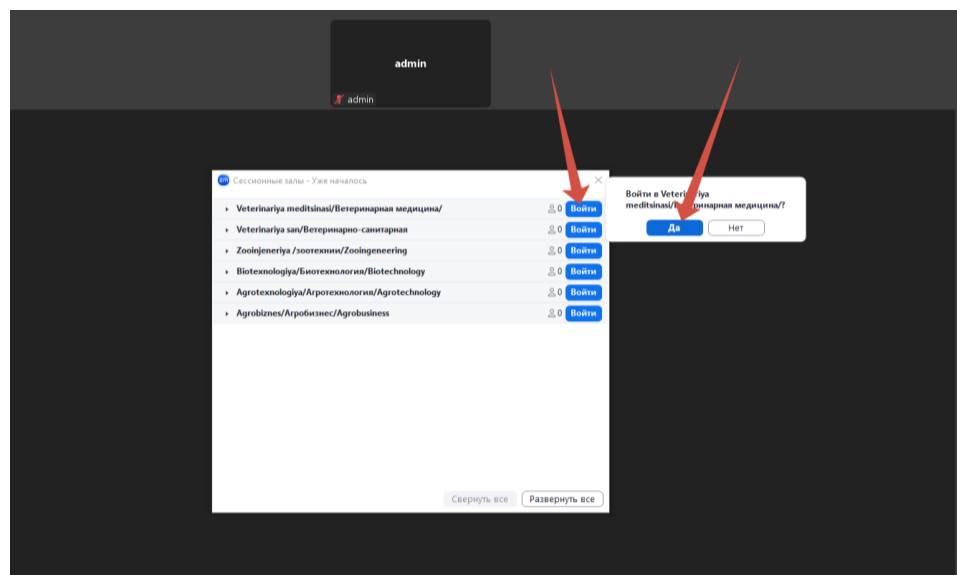 admin
admin
zm
Сессионные залы - Уже началось
Veterinariya meditsinasi/Ветеринарная медицина/
0
Войти
Veterinariya san/Ветеринарно-санитарная
0
Войти
Zooinjeneriya /зоотехнии/Zooingeneering
0
Войти
Biotexnologiya/Биотехнология/Biotechnology
0
Войти
Agrotexnologiya/Агротехнология/Agrotechnology
0
Войти
Agrobiznes/Агробизнес/Agrobusiness
0
Войти
Войти в
meditsinasi/ медицина/?
Да
Нет
Свернуть все
Развернуть все